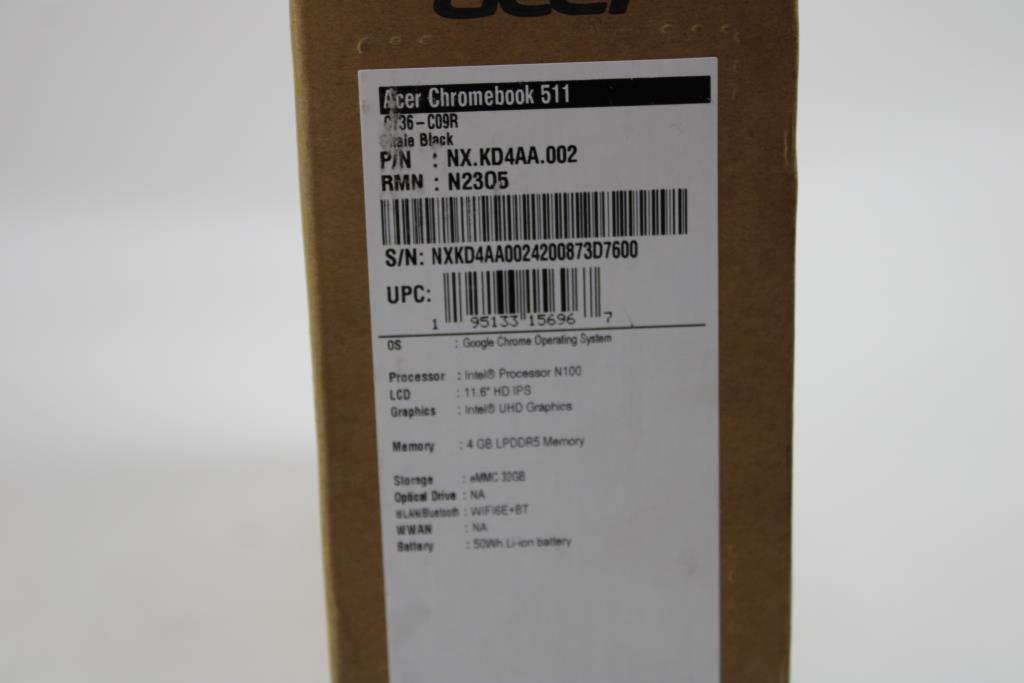 acer
Acer Chromebook 511
C736-C09R
Shale Black
P/N : NX.KD4AA.002
RMN : N2305
S/N: NXKD4AA0024200873D7600
UPC:
1 95133 15696 7
OS : Google Chrome Operating System
Processor : Intel® Processor N100
LCD : 11.6" HD IPS
Graphics : Intel® UHD Graphics
Memory : 4 GB LPDDR5 Memory
Storage : eMMC 32GB
Optical Drive : NA
WLAN/Bluetooth : WIFI6E+BT
WWAN : NA
Battery : 50Wh Li-ion battery